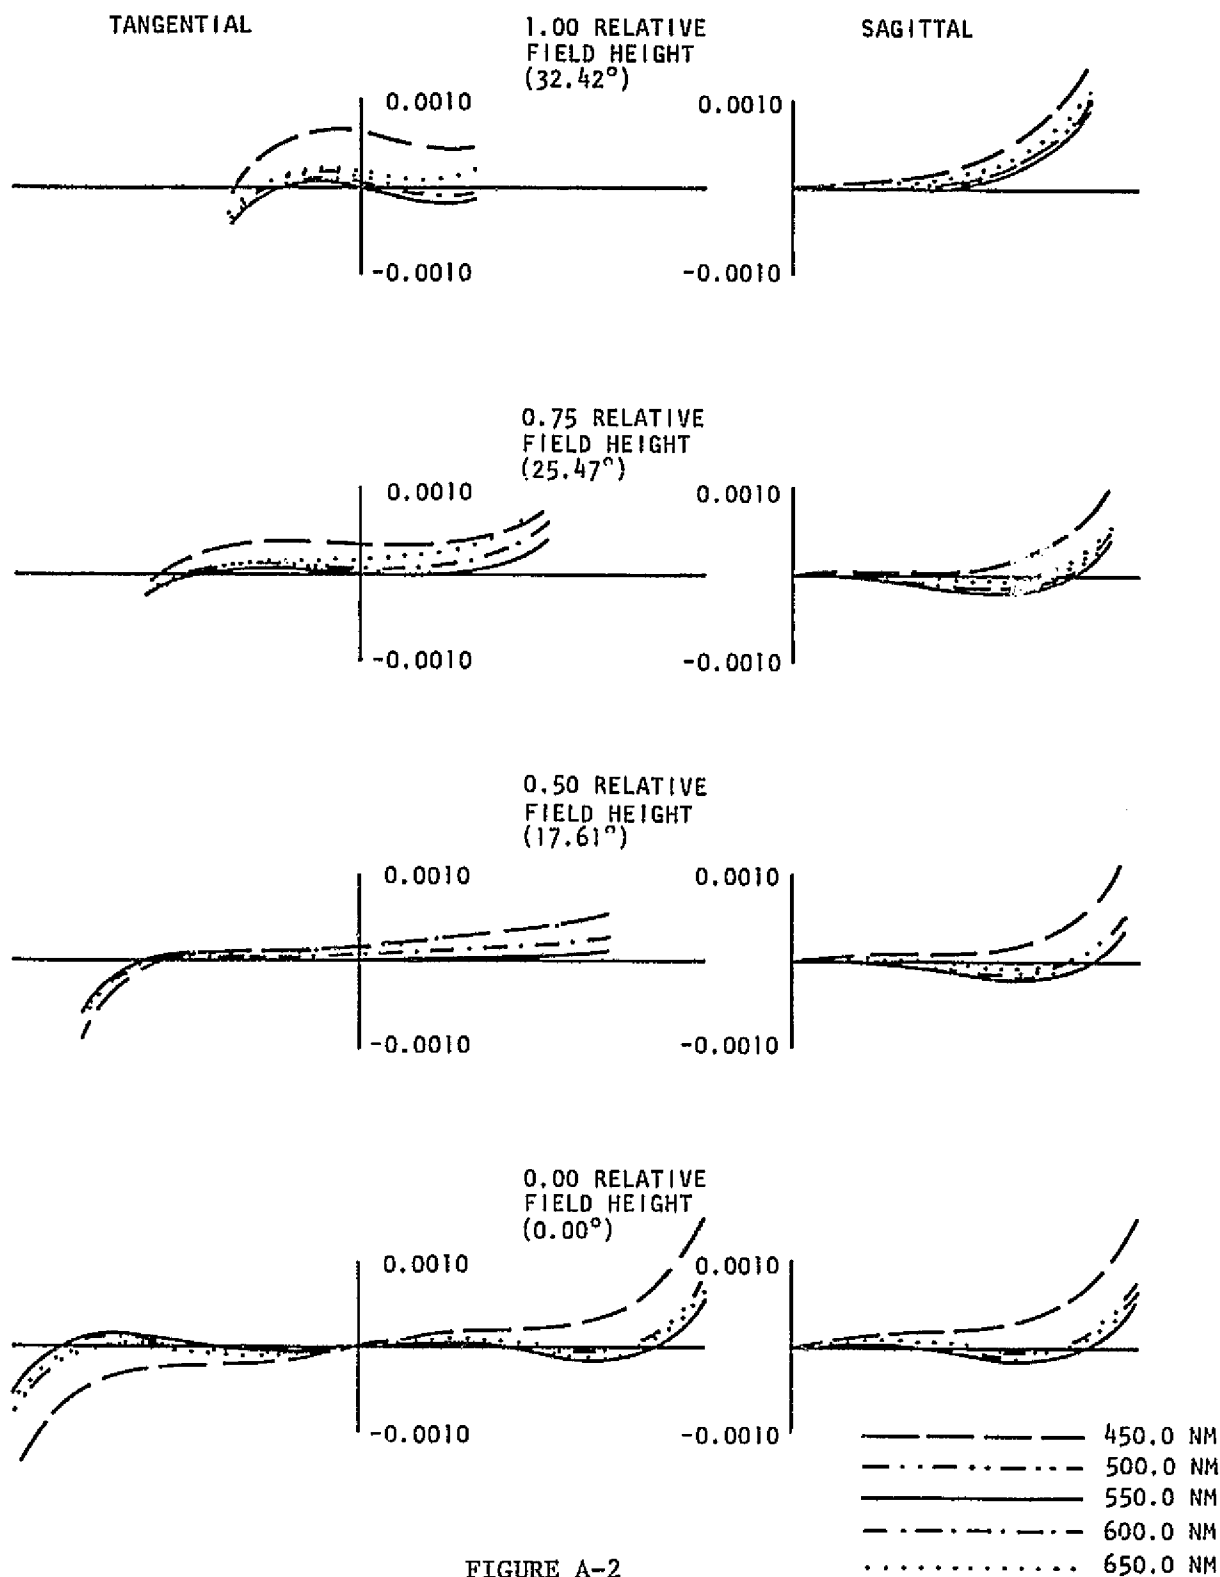 TANGENTIAL
1.00 RELATIVE
FIELD HEIGHT
(32.42°)
SAGITTAL
0.0010
-0.0010
0.0010
-0.0010
0.75 RELATIVE
FIELD HEIGHT
(25.47°)
0.0010
-0.0010
0.0010
-0.0010
0.50 RELATIVE
FIELD HEIGHT
(17.61°)
0.0010
-0.0010
0.0010
-0.0010
0.00 RELATIVE
FIELD HEIGHT
(0.00°)
0.0010
-0.0010
0.0010
-0.0010
450.0 NM
500.0 NM
550.0 NM
600.0 NM
650.0 NM
FIGURE A-2